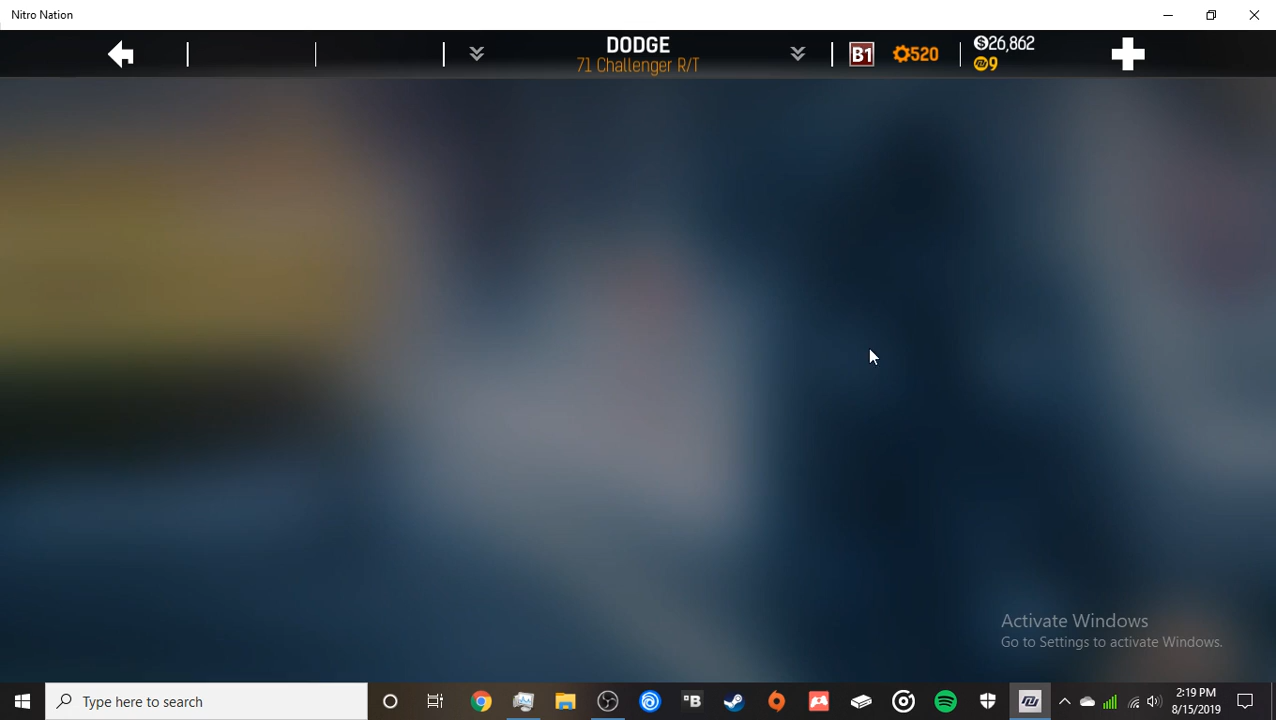 Nitro Nation
DODGE
71 Challenger R/T
B1
520
26,862
9
Activate Windows
Go to Settings to activate Windows.
Type here to search
B
2:19 PM
8/15/2019